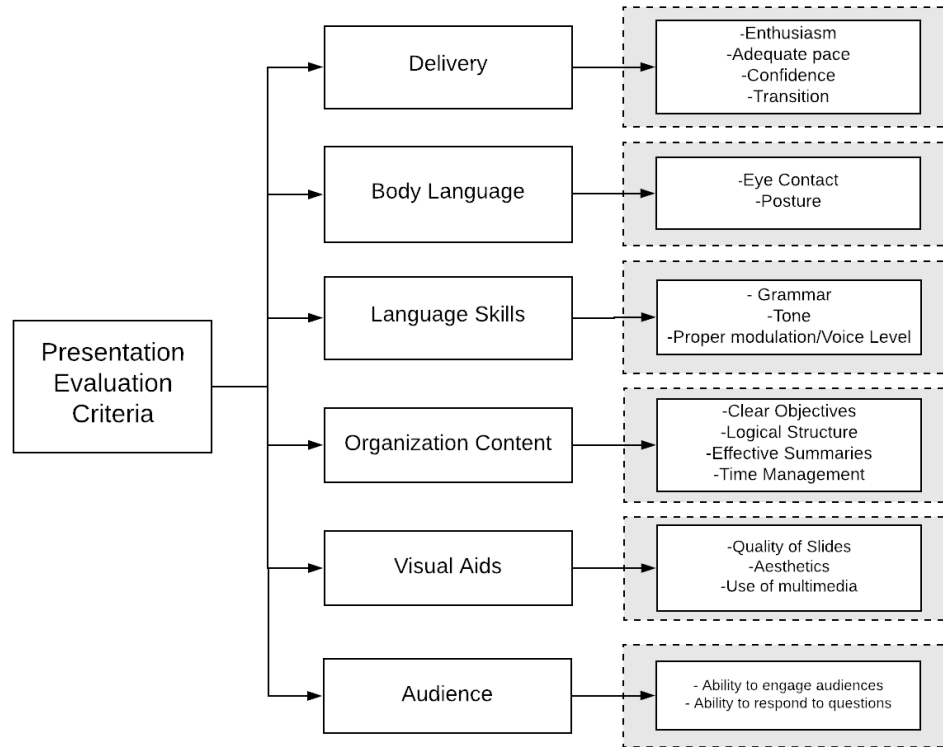 Presentation
Evaluation
Criteria
Delivery
-Enthusiasm
-Adequate pace
-Confidence
-Transition
Body Language
-Eye Contact
-Posture
Language Skills
- Grammar
-Tone
-Proper modulation/Voice Level
Organization Content
-Clear Objectives
-Logical Structure
-Effective Summaries
-Time Management
Visual Aids
-Quality of Slides
-Aesthetics
-Use of multimedia
Audience
- Ability to engage audiences
- Ability to respond to questions